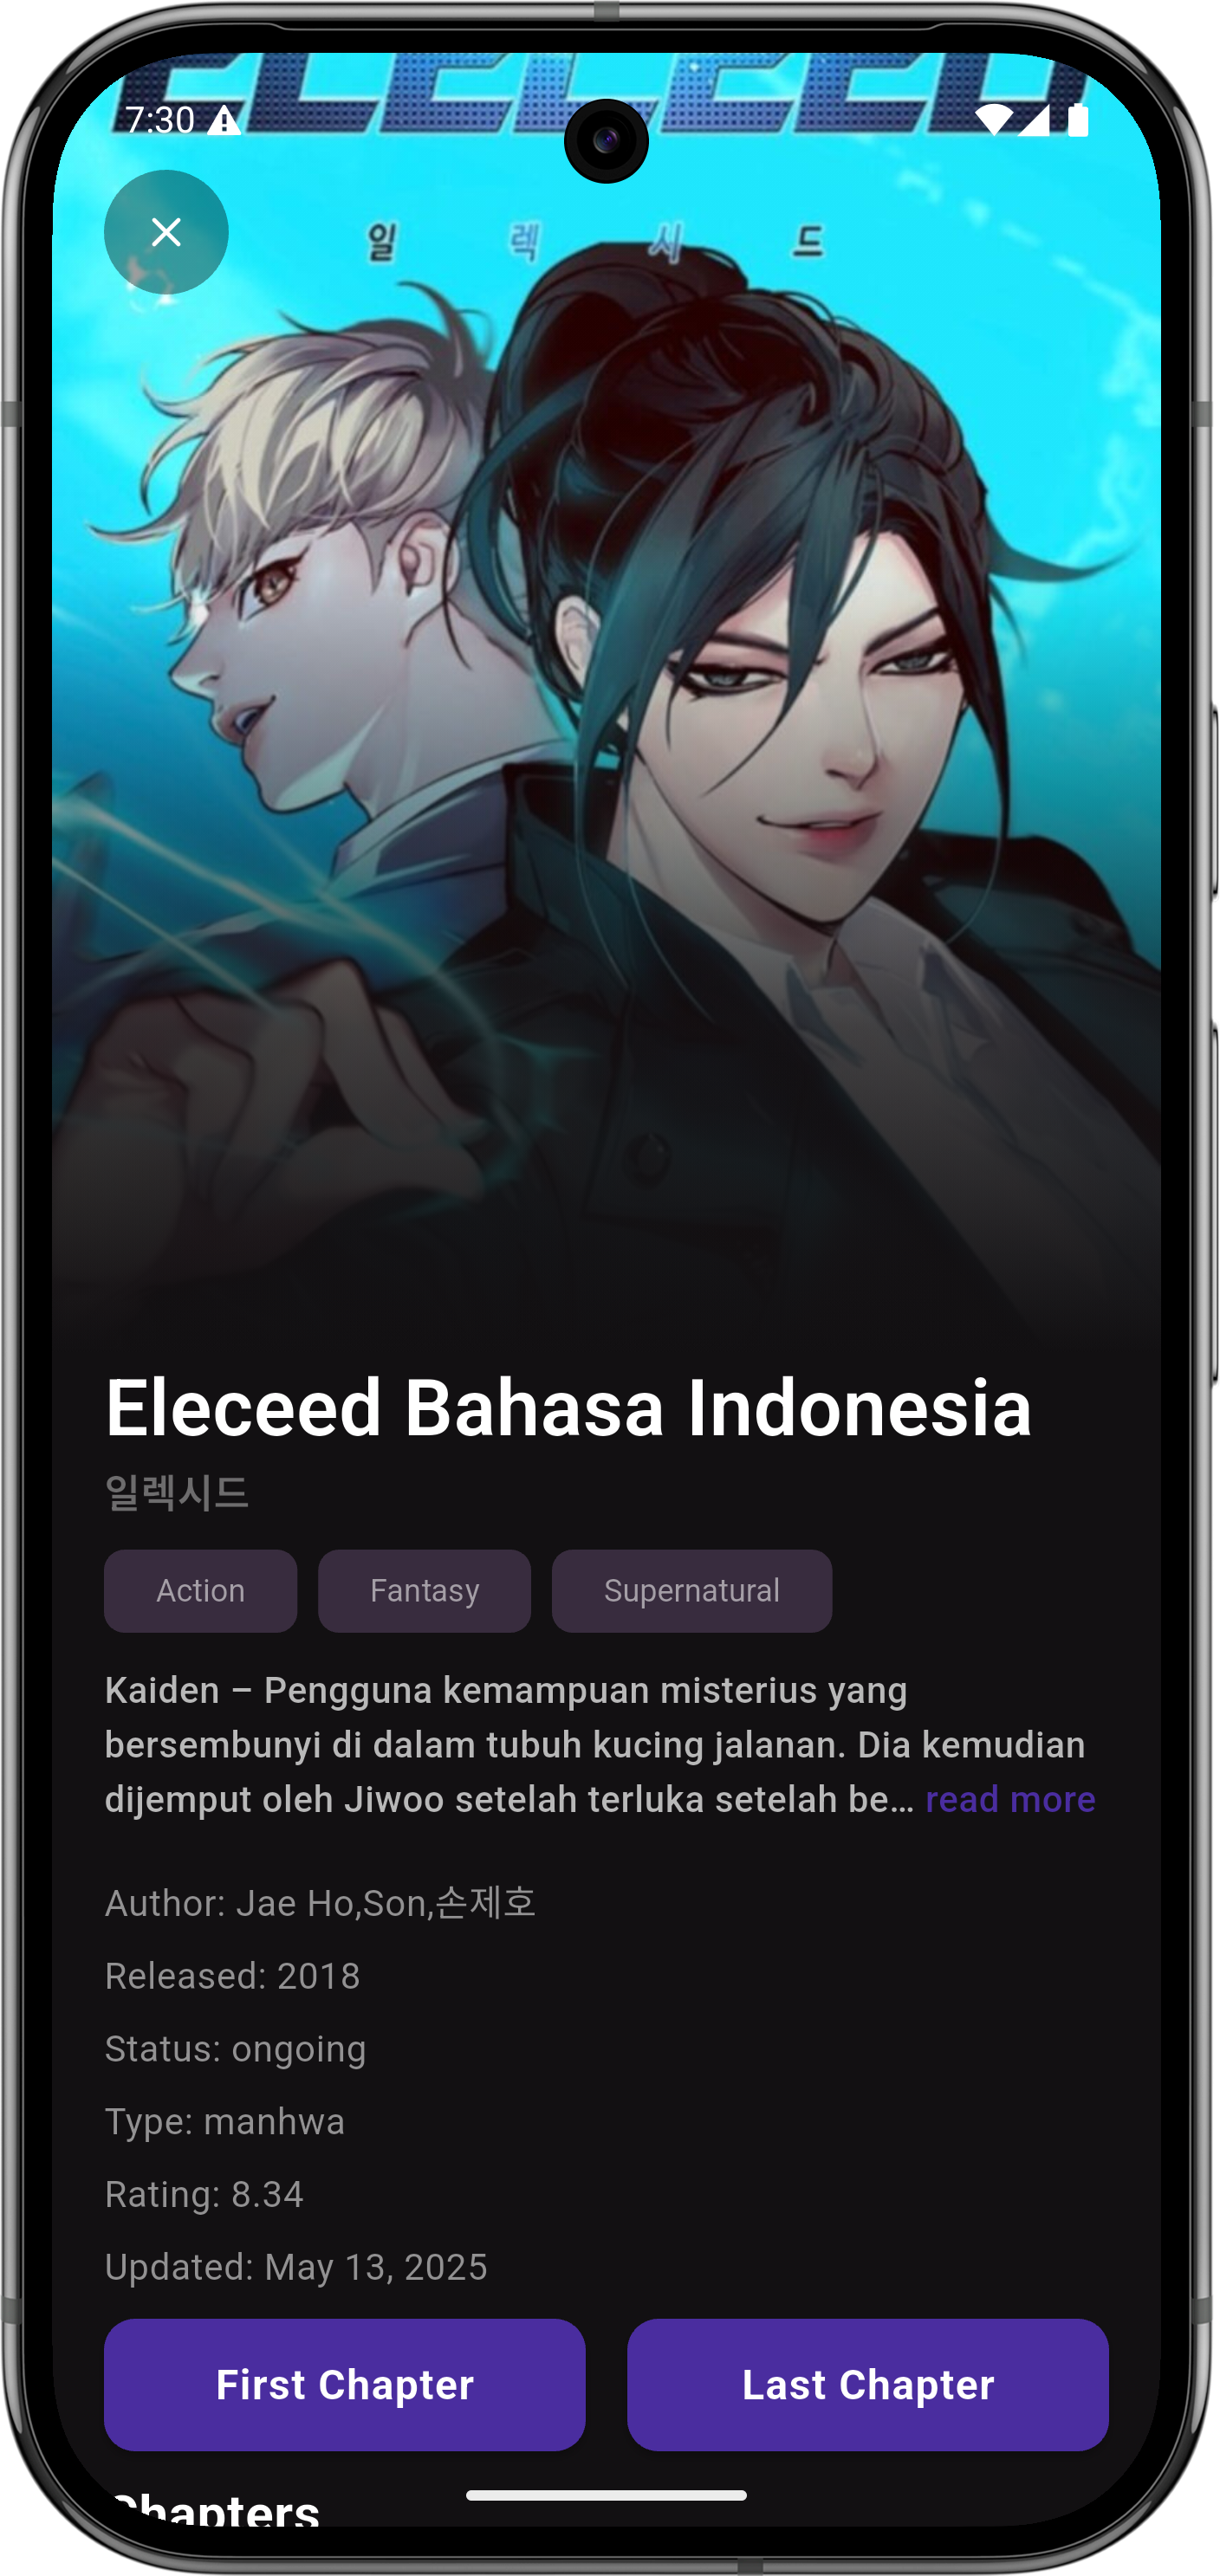 ELECEED
7:30
일 렉 시 드
Eleceed Bahasa Indonesia
일렉시드
Action Fantasy Supernatural
Kaiden – Pengguna kemampuan misterius yang
bersembunyi di dalam tubuh kucing jalanan. Dia kemudian
dijemput oleh Jiwoo setelah terluka setelah be... read more
Author: Jae Ho,Son,손제호
Released: 2018
Status: ongoing
Type: manhwa
Rating: 8.34
Updated: May 13, 2025
First Chapter Last Chapter
Chapters